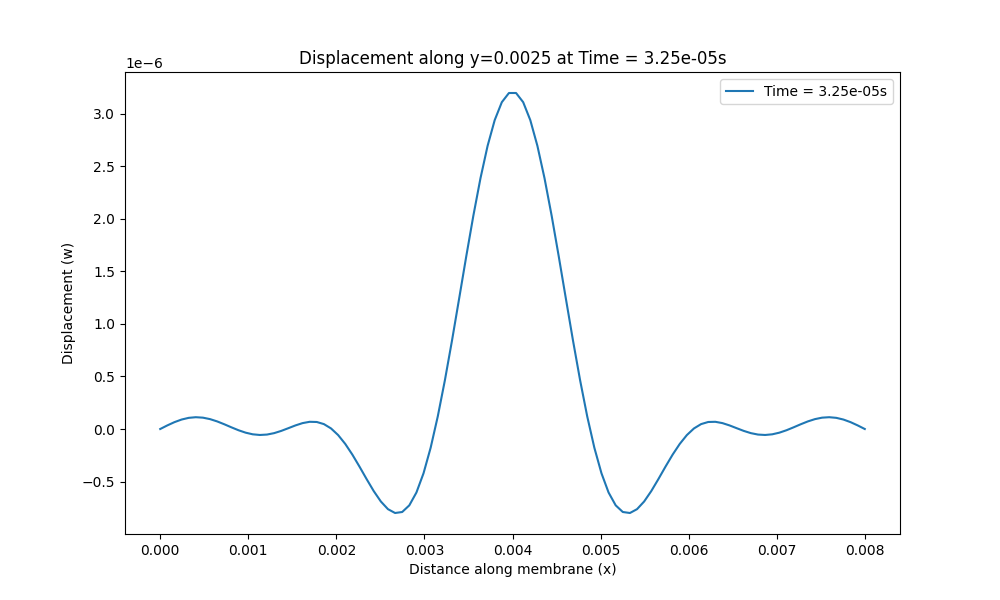 Displacement along y=0.0025 at Time = 3.25e-05s
1e−6
Time = 3.25e-05s
3.0
2.5
2.0
1.5
1.0
0.5
0.0
−0.5
Displacement (w)
0.000 0.001 0.002 0.003 0.004 0.005 0.006 0.007 0.008
Distance along membrane (x)